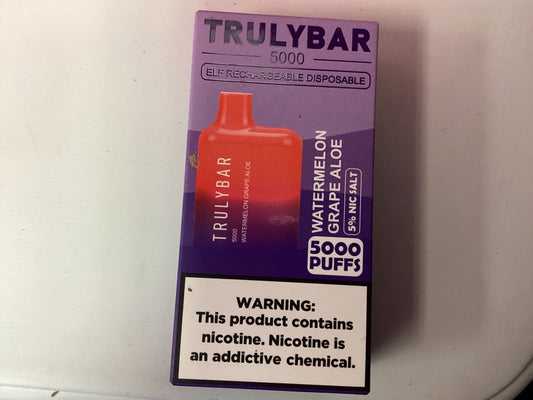 TRULYBAR
5000
ELF RECHARGEABLE DISPOSABLE
TRULYBAR
5000
WATERMELON GRAPE ALOE
WATERMELON
GRAPE ALOE
5% NIC SALT
5000
PUFFS
WARNING:
This product contains
nicotine. Nicotine is
an addictive chemical.